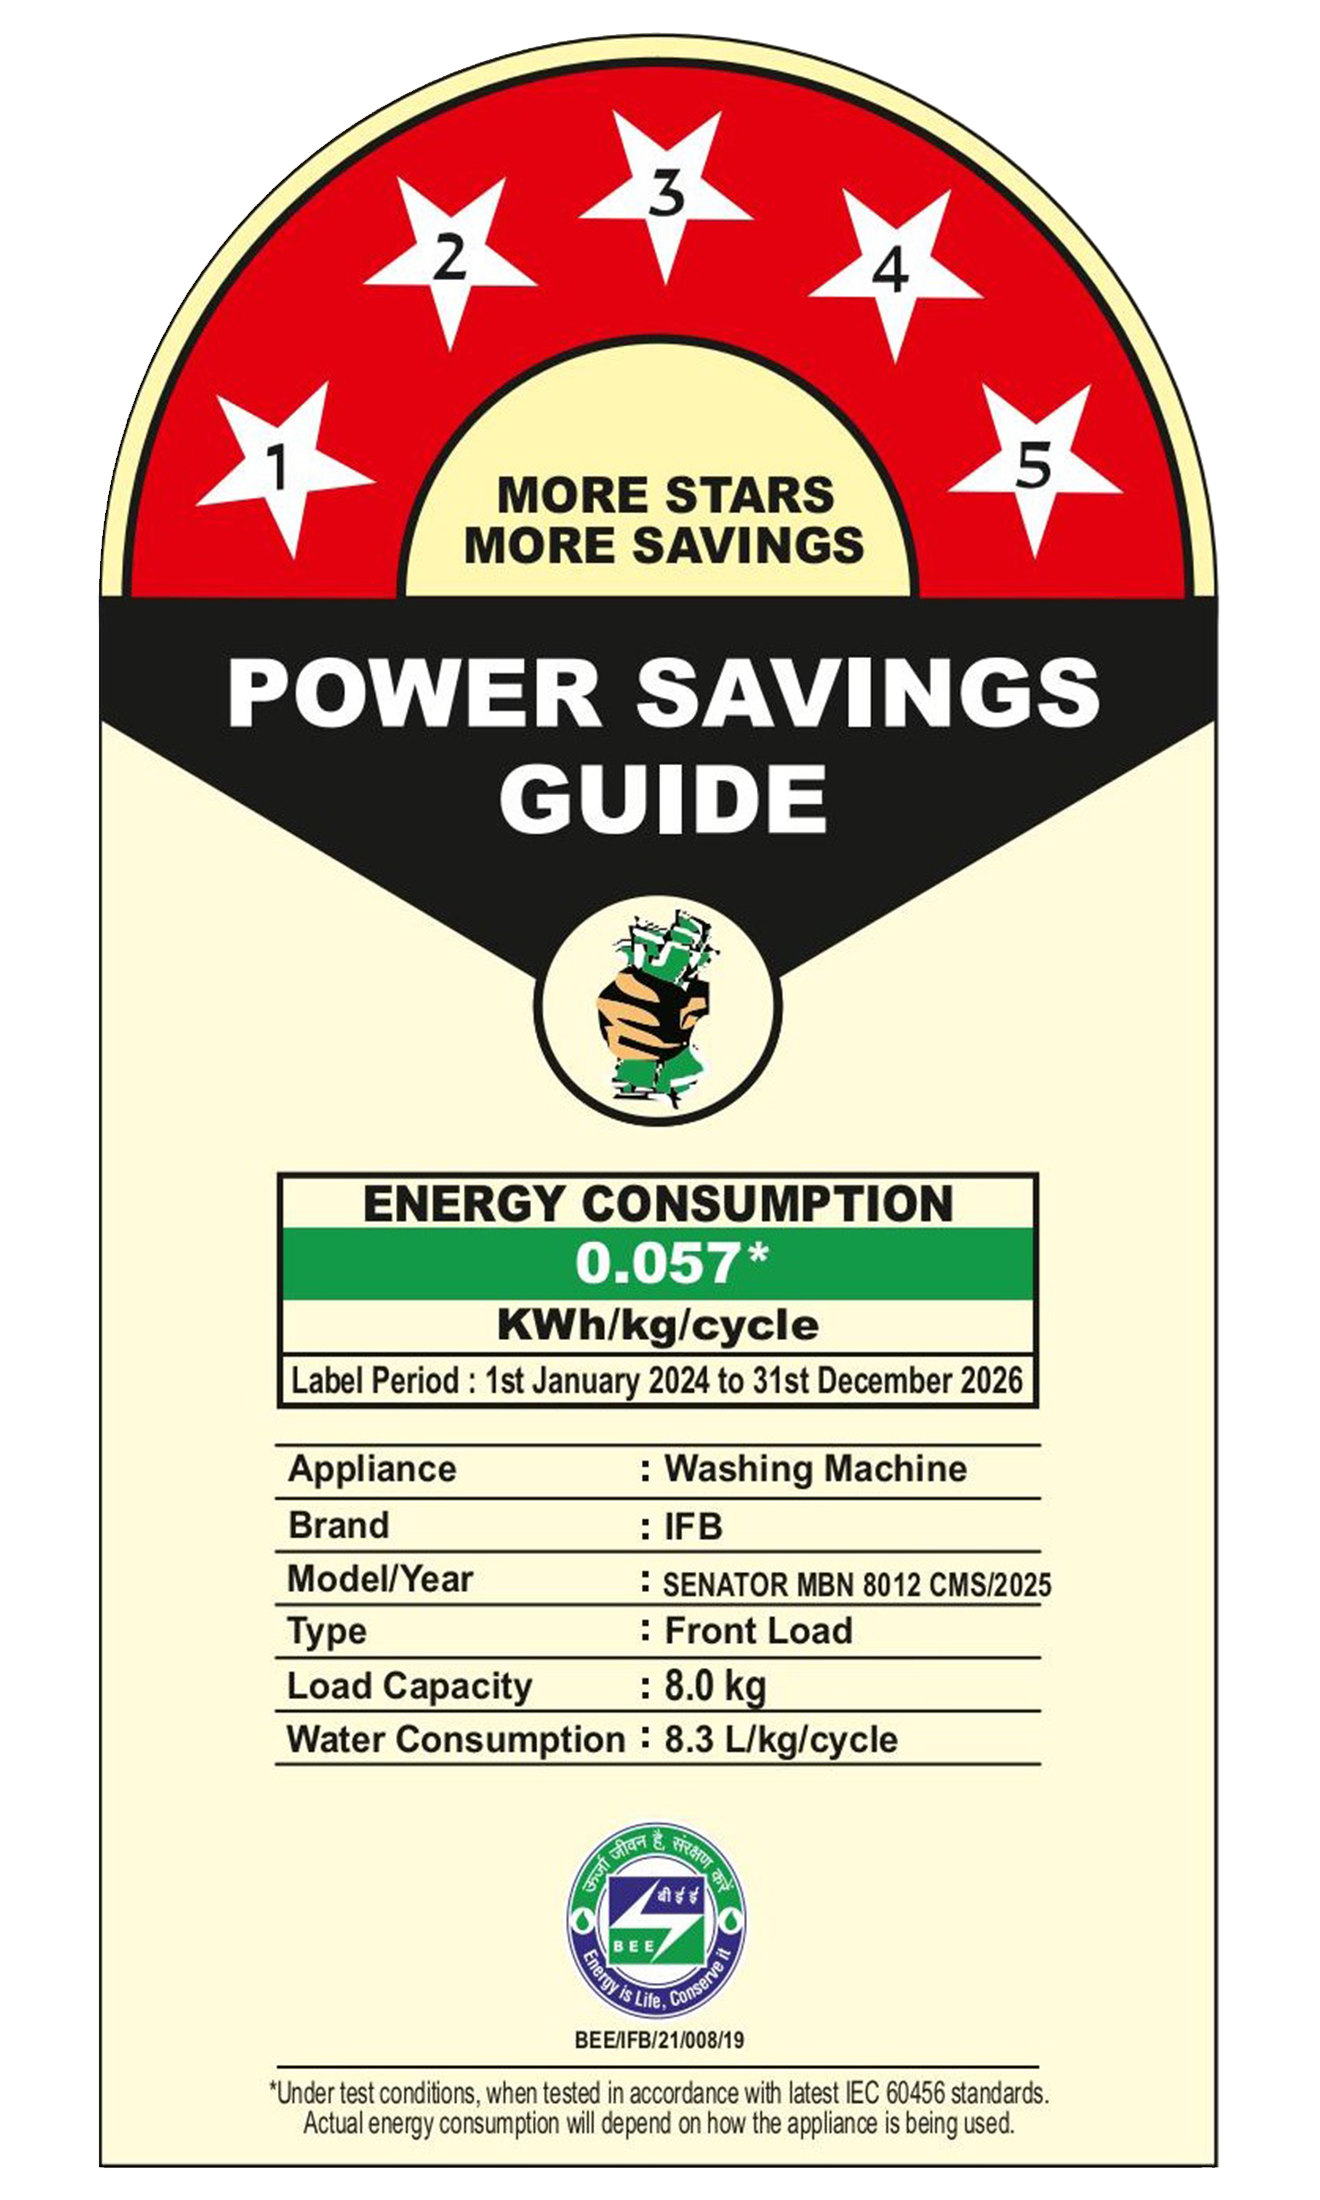 1
2
3
4
5
MORE STARS
MORE SAVINGS
POWER SAVINGS
GUIDE
ENERGY CONSUMPTION
0.057*
KWh/kg/cycle
Label Period : 1st January 2024 to 31st December 2026
Appliance : Washing Machine
Brand : IFB
Model/Year : SENATOR MBN 8012 CMS/2025
Type : Front Load
Load Capacity : 8.0 kg
Water Consumption : 8.3 L/kg/cycle
ऊर्जा जीवन है, संरक्षण करें
बी ई ई
BEE
Energy is Life, Conserve it
BEE/IFB/21/008/19
*Under test conditions, when tested in accordance with latest IEC 60456 standards.
Actual energy consumption will depend on how the appliance is being used.